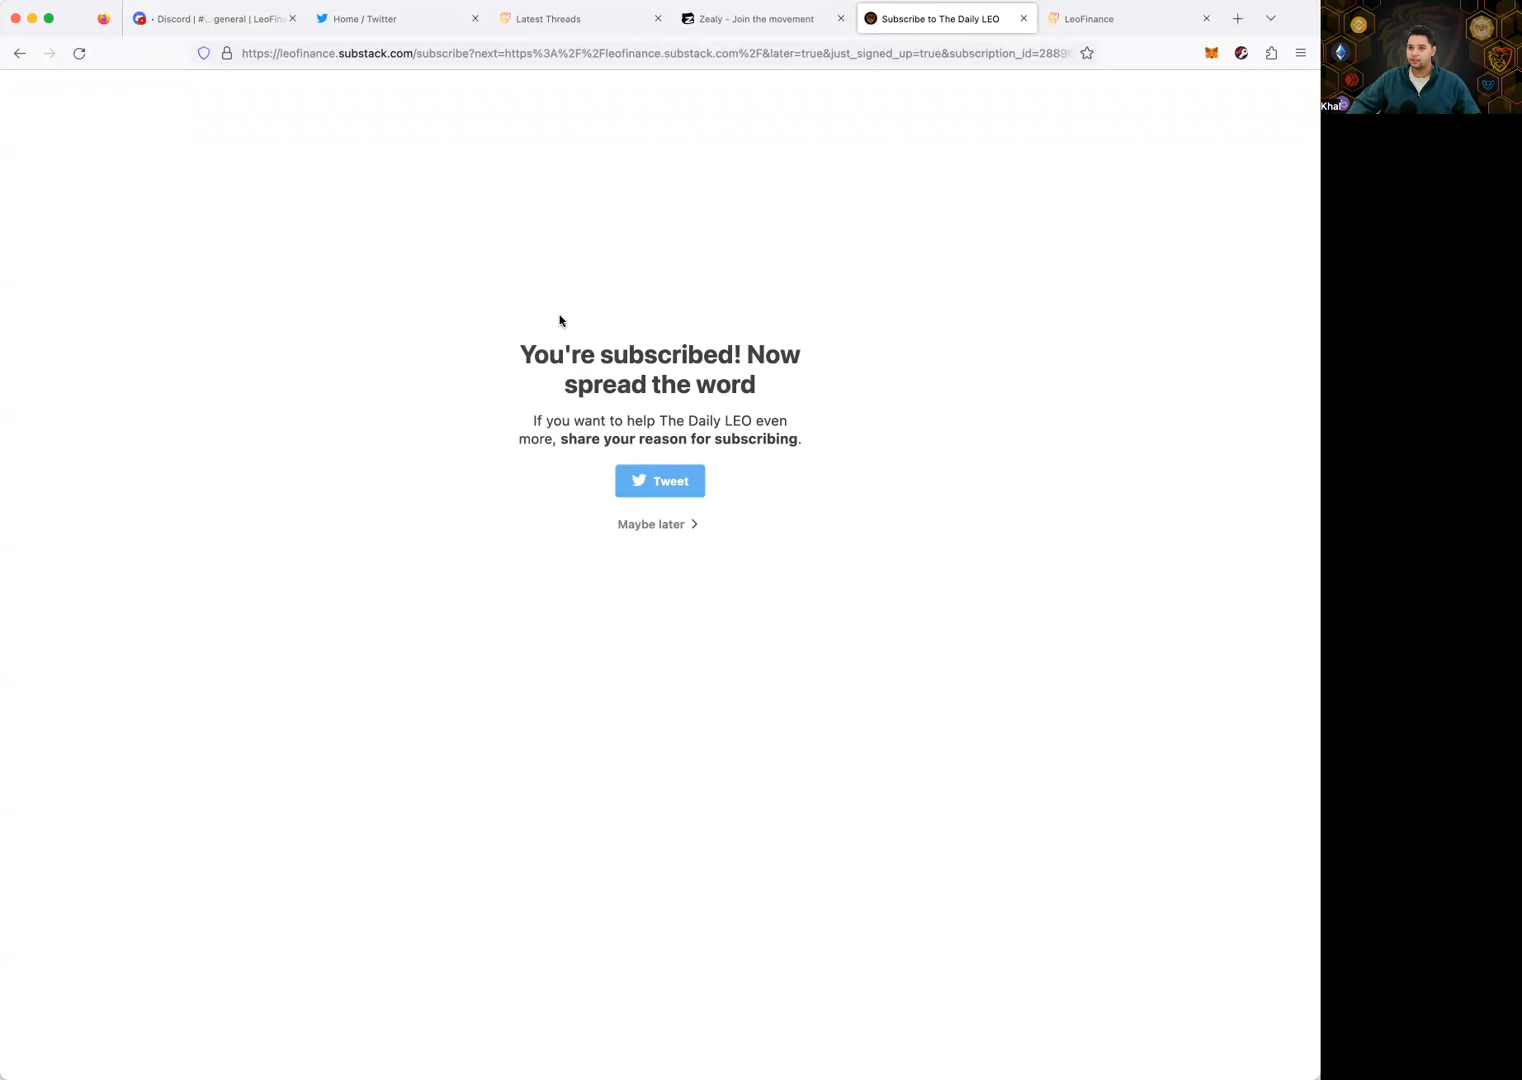 Discord | #
general | LeoFin
Home / Twitter
Latest Threads
Zealy - Join the movement
Subscribe to The Daily LEO
LeoFinance
https://leofinance.substack.com/subscribe?next=https%3A%2F%2Fleofinance.substack.com%2F&later=true&just_signed_up=true&subscription_id=2889
Khal
You're subscribed! Now
spread the word
If you want to help The Daily LEO even
more, share your reason for subscribing.
Tweet
Maybe later